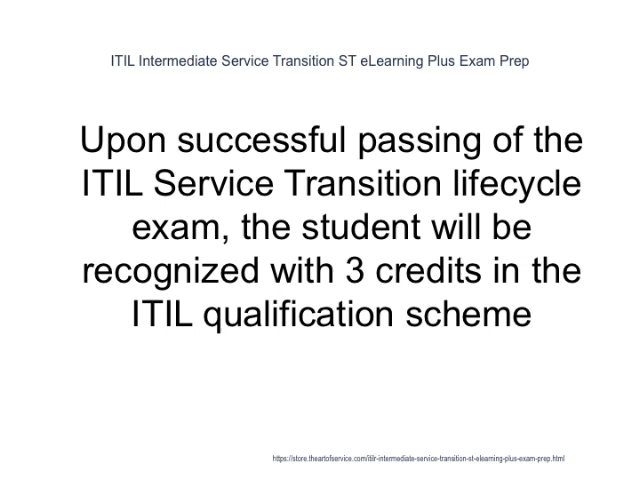 ITIL Intermediate Service Transition ST eLearning Plus Exam Prep
Upon successful passing of the
ITIL Service Transition lifecycle
exam, the student will be
recognized with 3 credits in the
ITIL qualification scheme
https://store.theartofservice.com/itilr-intermediate-service-transition-st-elearning-plus-exam-prep.html